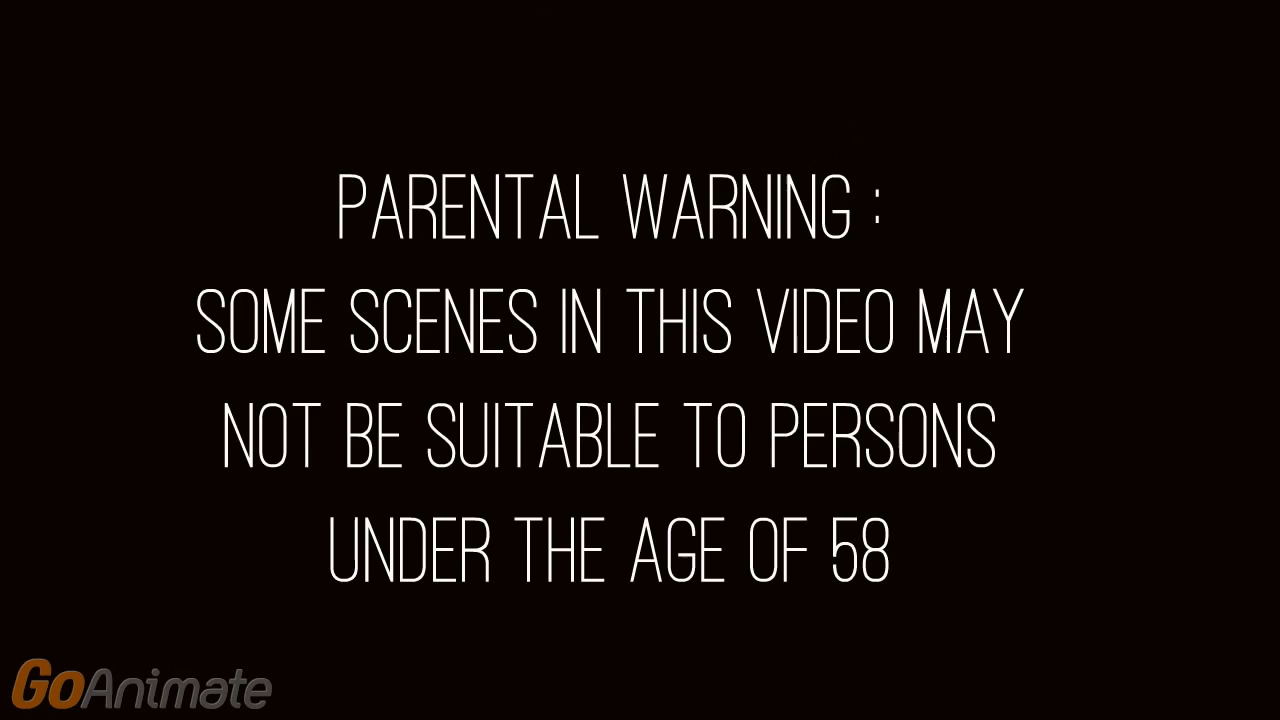 PARENTAL WARNING :
SOME SCENES IN THIS VIDEO MAY
NOT BE SUITABLE TO PERSONS
UNDER THE AGE OF 58
GoAnimate